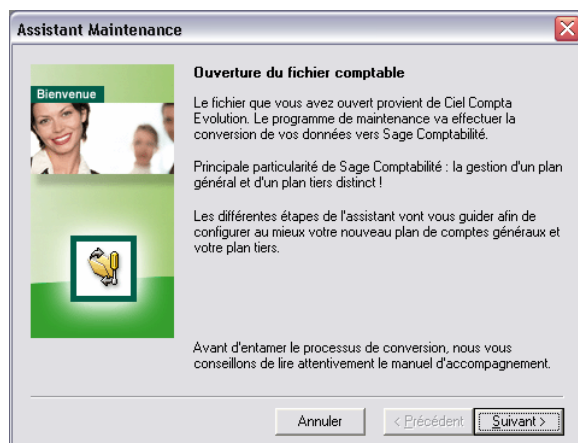 Assistant Maintenance
Bienvenue
Ouverture du fichier comptable
Le fichier que vous avez ouvert provient de Ciel Compta
Evolution. Le programme de maintenance va effectuer la
conversion de vos données vers Sage Comptabilité.
Principale particularité de Sage Comptabilité : la gestion d'un plan
général et d'un plan tiers distinct !
Les différentes étapes de l'assistant vont vous guider afin de
configurer au mieux votre nouveau plan de comptes généraux et
votre plan tiers.
Avant d'entamer le processus de conversion, nous vous
conseillons de lire attentivement le manuel d'accompagnement.
Annuler
< Précédent
Suivant >